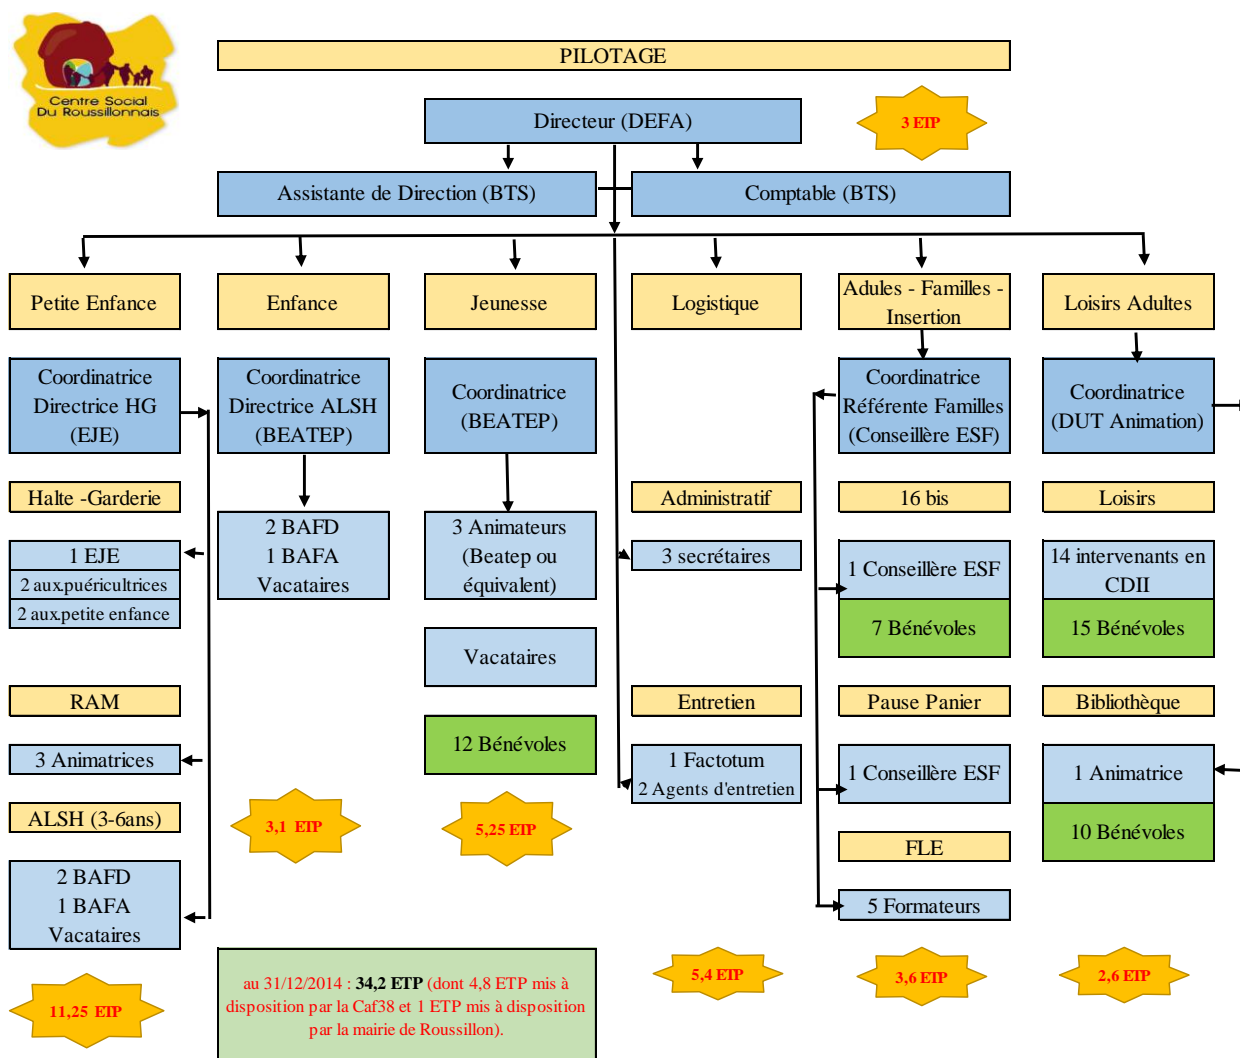 Centre Social
Du Roussillonnais
PILOTAGE
Directeur (DEFA)
3 ETP
Assistante de Direction (BTS)
Comptable (BTS)
Petite Enfance
Enfance
Jeunesse
Logistique
Adules - Familles -
Insertion
Loisirs Adultes
Coordinatrice
Directrice HG
(EJE)
Coordinatrice
Directrice ALSH
(BEATEP)
Coordinatrice
(BEATEP)
Coordinatrice
Référente Familles
(Conseillère ESF)
Coordinatrice
(DUT Animation)
Halte -Garderie
Administratif
16 bis
Loisirs
1 EJE
2 aux.puéricultrices
2 aux.petite enfance
2 BAFD
1 BAFA
Vacataires
3 Animateurs
(Beatep ou
équivalent)
3 secrétaires
1 Conseillère ESF
7 Bénévoles
14 intervenants en
CDII
15 Bénévoles
Vacataires
RAM
Entretien
Pause Panier
Bibliothèque
3 Animatrices
12 Bénévoles
1 Factotum
2 Agents d'entretien
1 Conseillère ESF
1 Animatrice
10 Bénévoles
ALSH (3-6ans)
3,1 ETP
5,25 ETP
FLE
2 BAFD
1 BAFA
Vacataires
5 Formateurs
11,25 ETP
au 31/12/2014 : 34,2 ETP (dont 4,8 ETP mis à
disposition par la Caf38 et 1 ETP mis à disposition
par la mairie de Roussillon).
5,4 ETP
3,6 ETP
2,6 ETP